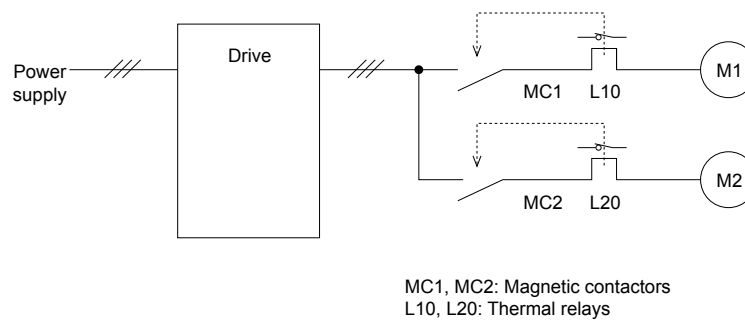 Drive
Power
supply
MC1 L10 M1
MC2 L20 M2
MC1, MC2: Magnetic contactors
L10, L20: Thermal relays